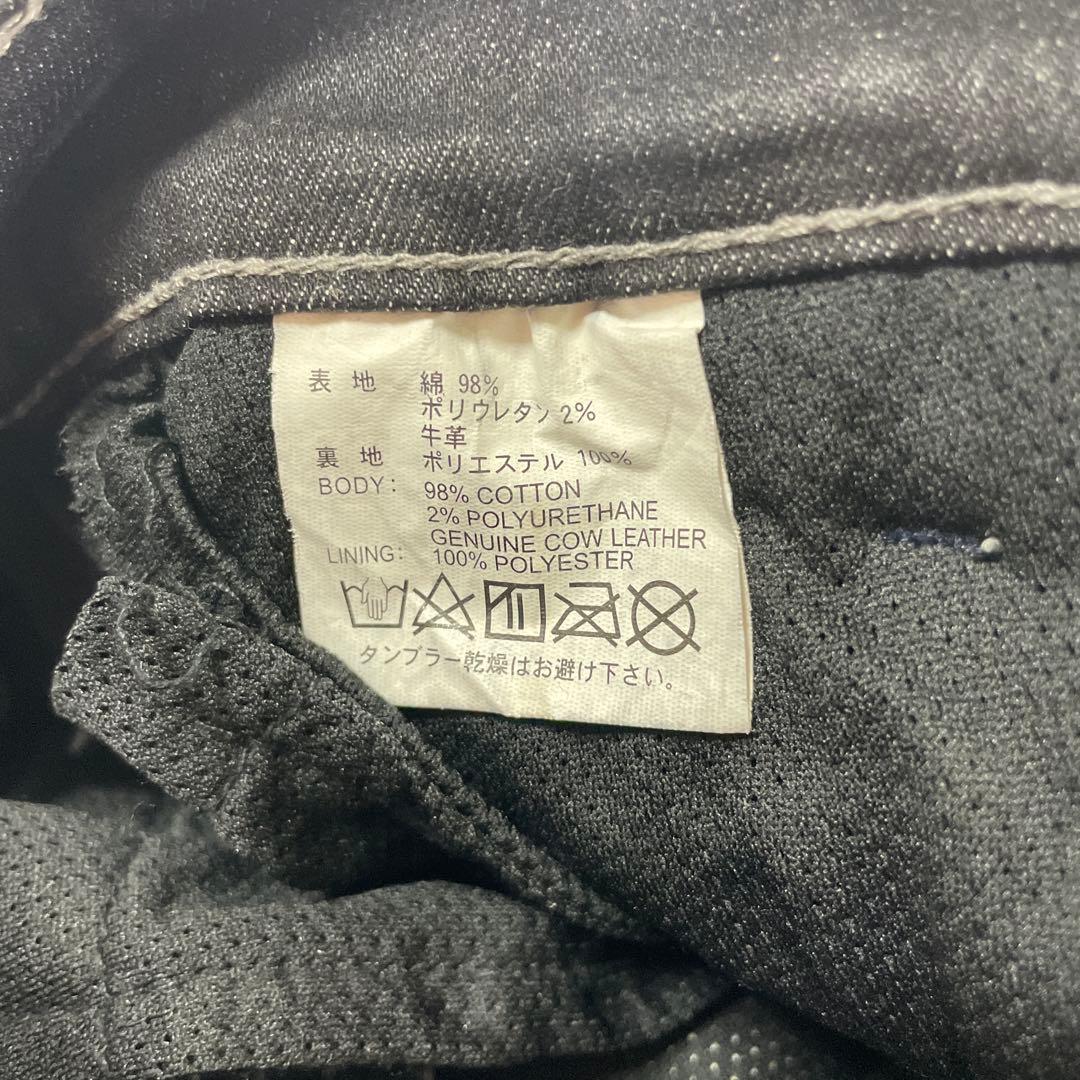 表 地 綿 98%
ポリウレタン 2%
牛革
裏 地 ポリエステル 100%
BODY: 98% COTTON
2% POLYURETHANE
GENUINE COW LEATHER
LINING: 100% POLYESTER
タンブラー乾燥はお避け下さい。